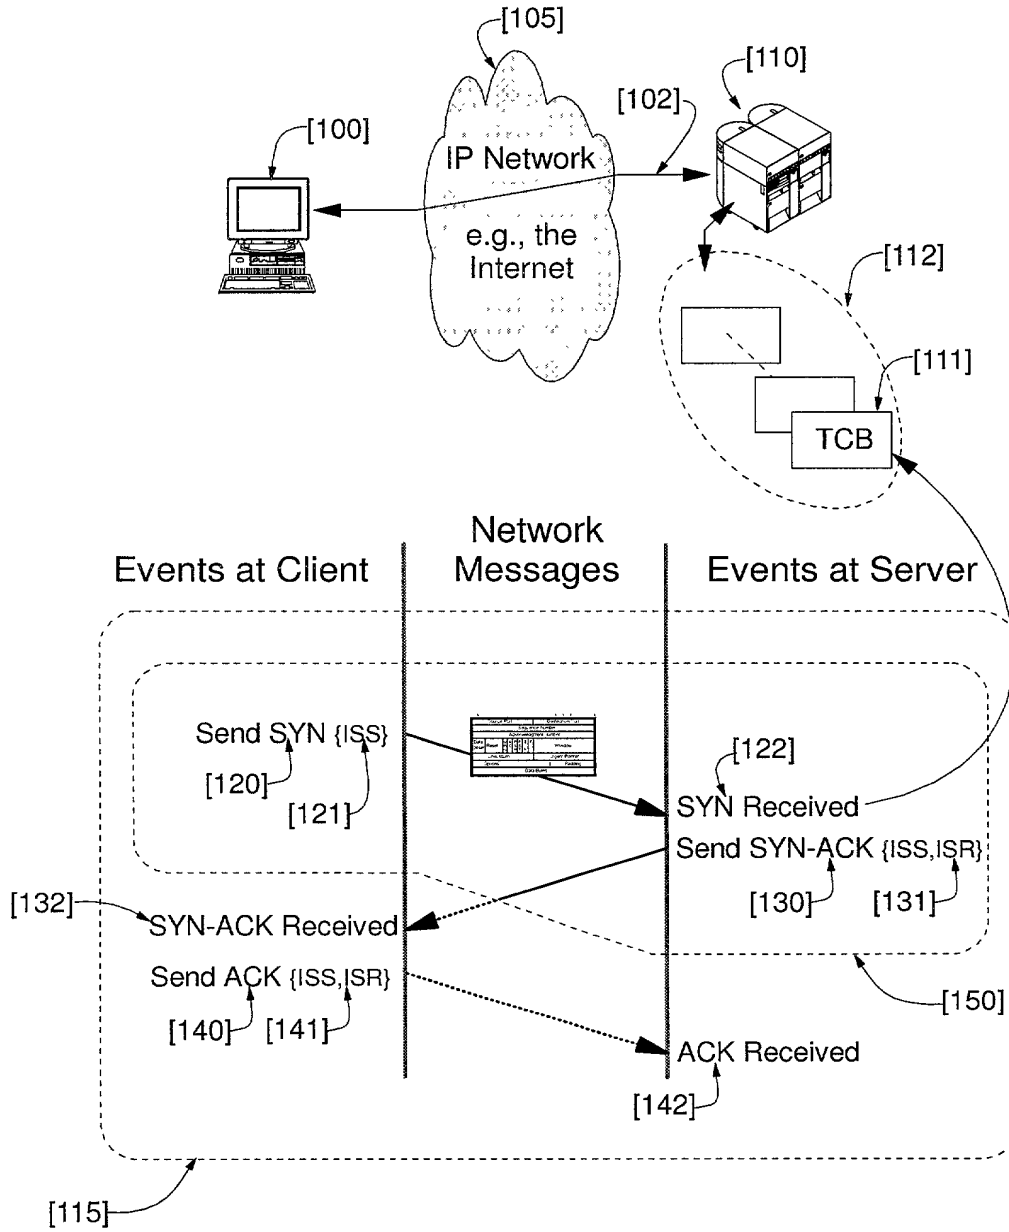 [105]
[110]
[102]
[100]
IP Network
e.g., the
Internet
[112]
[111]
TCB
Network
Messages
Events at Client
Events at Server
Send SYN {ISS}
[120]
[121]
[122]
SYN Received
Send SYN-ACK {ISS,ISR}
[130]
[131]
[132]
SYN-ACK Received
Send ACK {ISS,ISR}
[140]
[141]
[150]
ACK Received
[142]
[115]